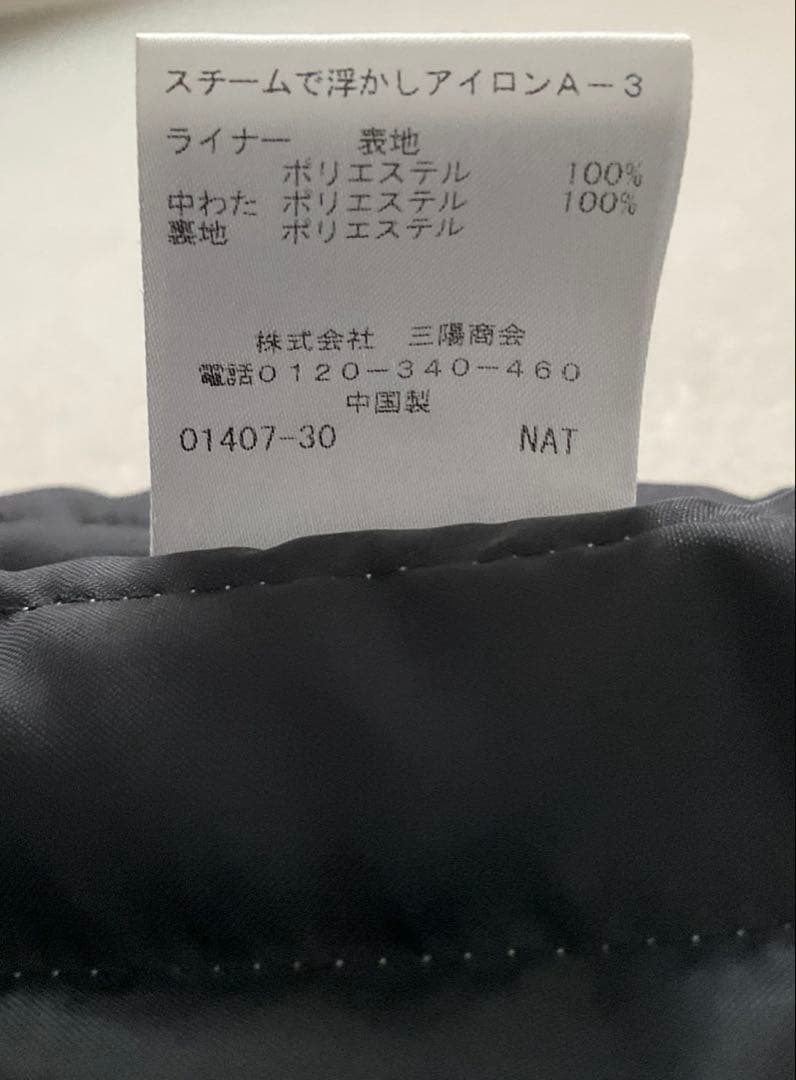 スチームで浮かしアイロンA－3
ライナー　表地
ポリエステル　100%
中わた　ポリエステル　100%
裏地　ポリエステル
株式会社　三陽商会
電話0120－340－460
中国製
01407-30　NAT